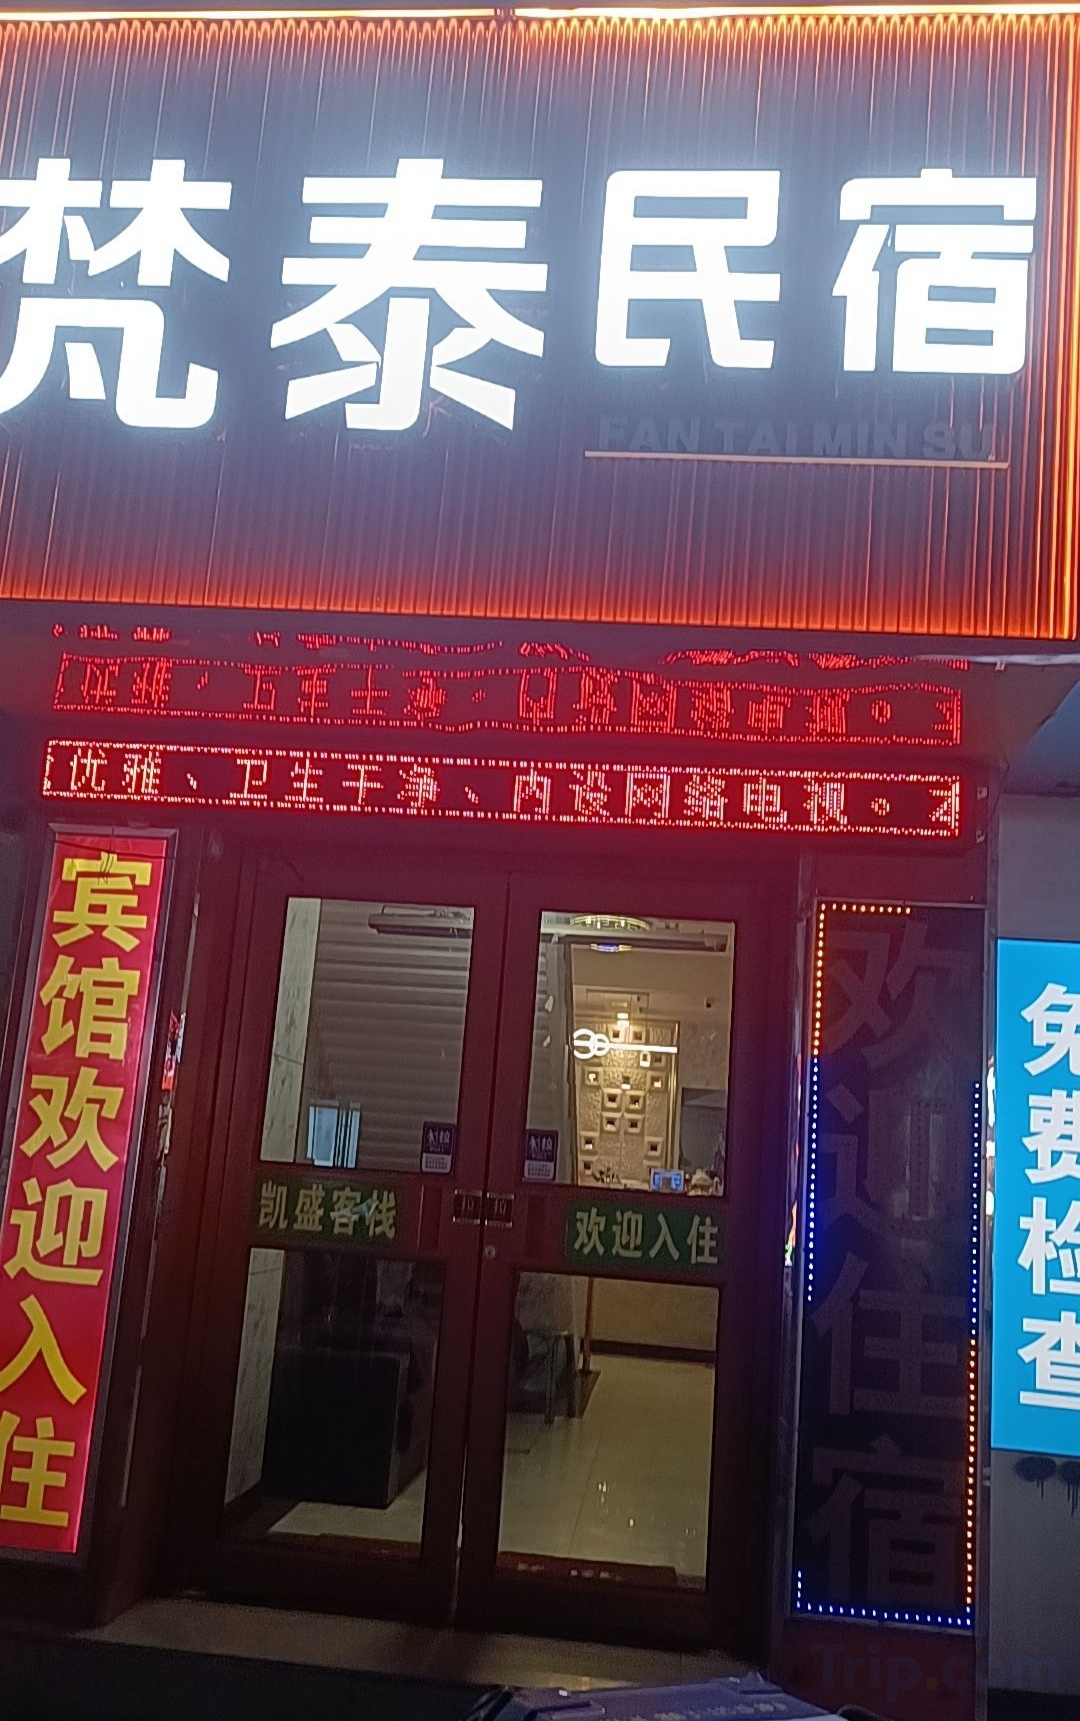 梵泰民宿
FAN TAI MIN SU
优雅、卫生干净、内设网络电视。
宾馆欢迎入住
凯盛客栈
欢迎入住
拉
拉
欢迎住宿
免费检查
Trip.com